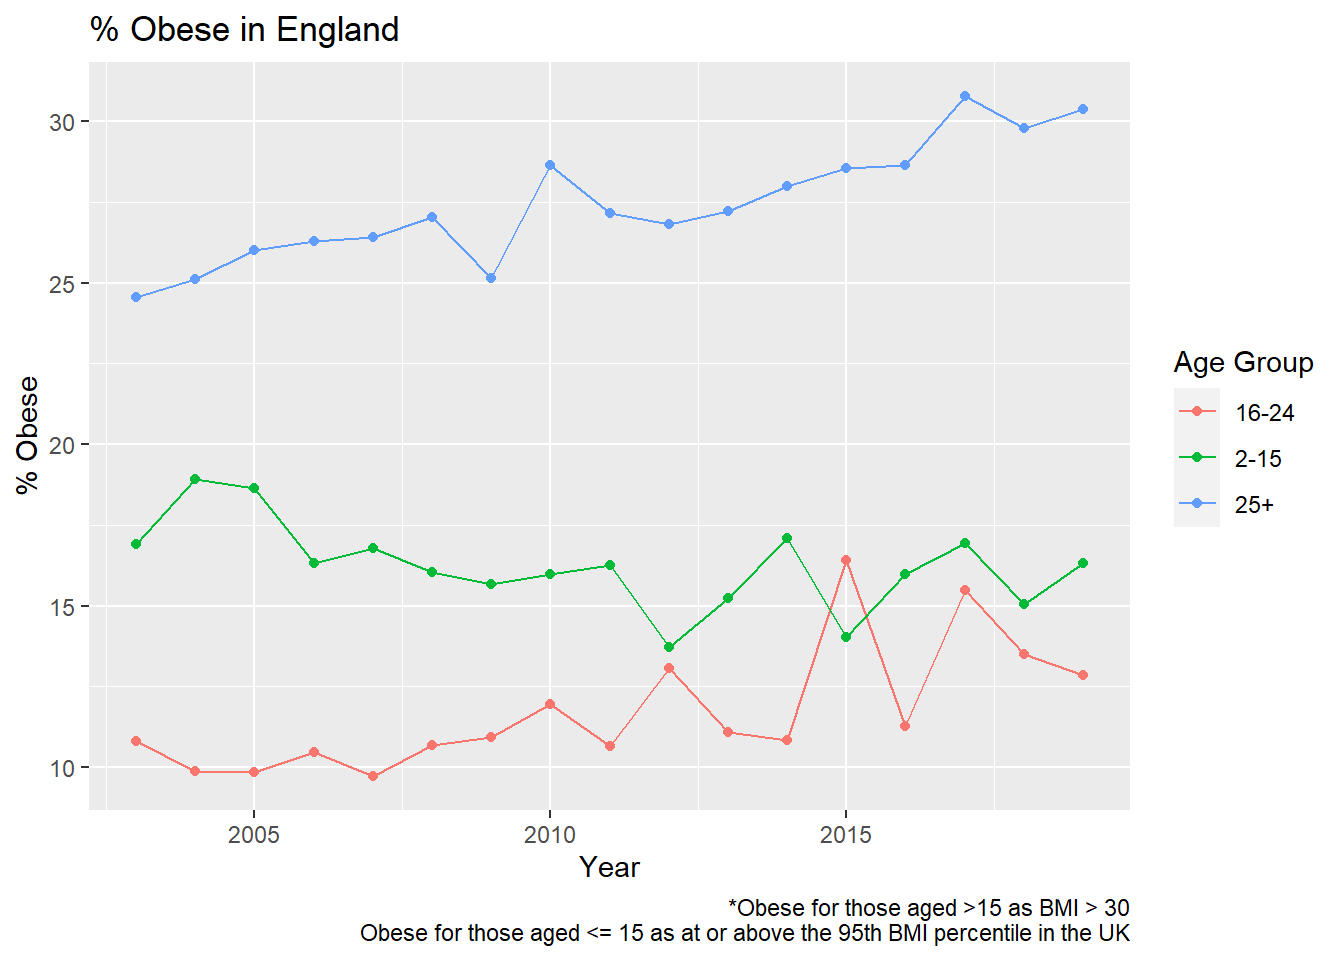 % Obese in England
% Obese
30
25
20
15
10
2005
2010
2015
Year
Age Group
16-24
2-15
25+
*Obese for those aged >15 as BMI > 30
Obese for those aged <= 15 as at or above the 95th BMI percentile in the UK